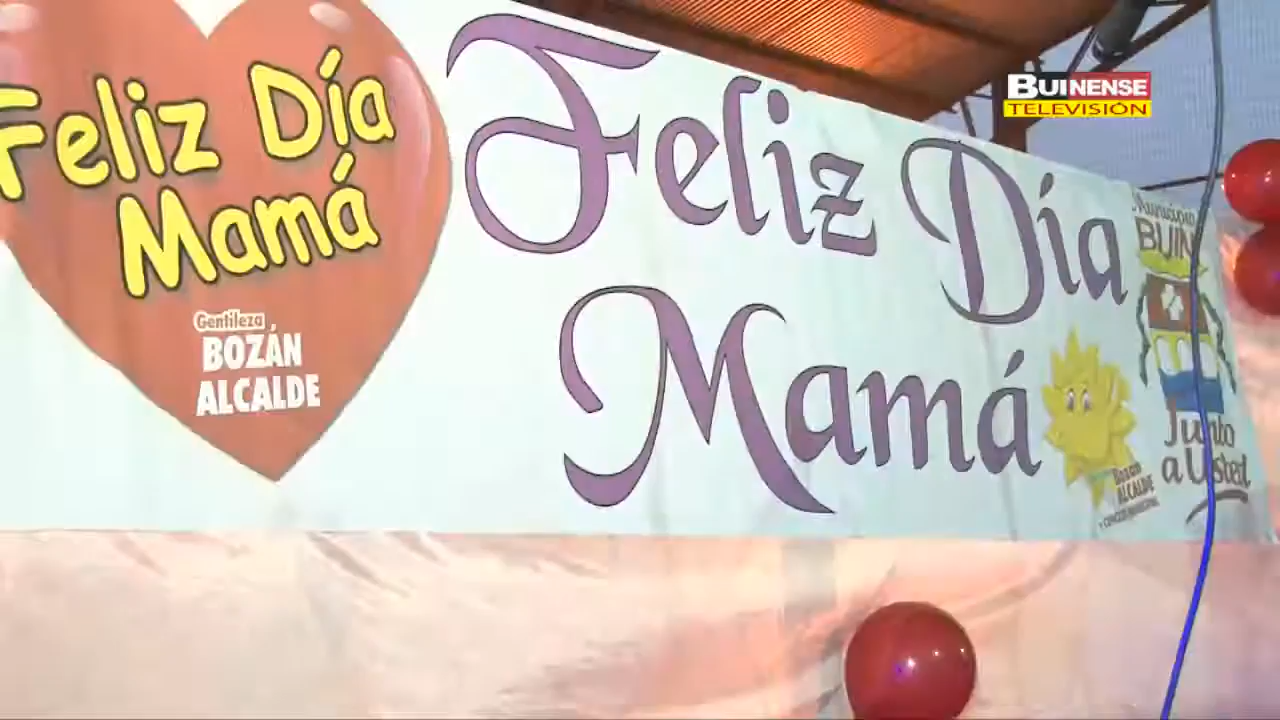 Feliz Día
Mamá
Gentileza
BOZÁN
ALCALDE
Feliz Día
Mamá
BUINENSE
TELEVISIÓN
BUIN
Junto
a Usted
Bozán
ALCALDE